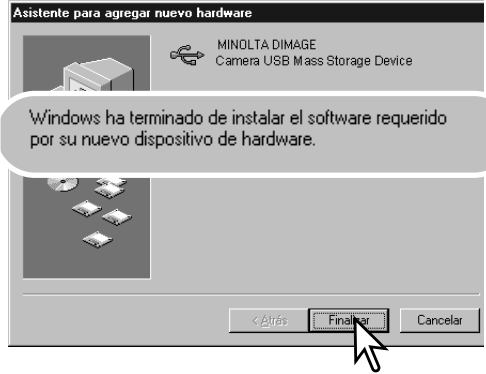 Asistente para agregar nuevo hardware
MINOLTA DIMAGE
Camera USB Mass Storage Device
Windows ha terminado de instalar el software requerido
por su nuevo dispositivo de hardware.
< Atrás
Finalizar
Cancelar